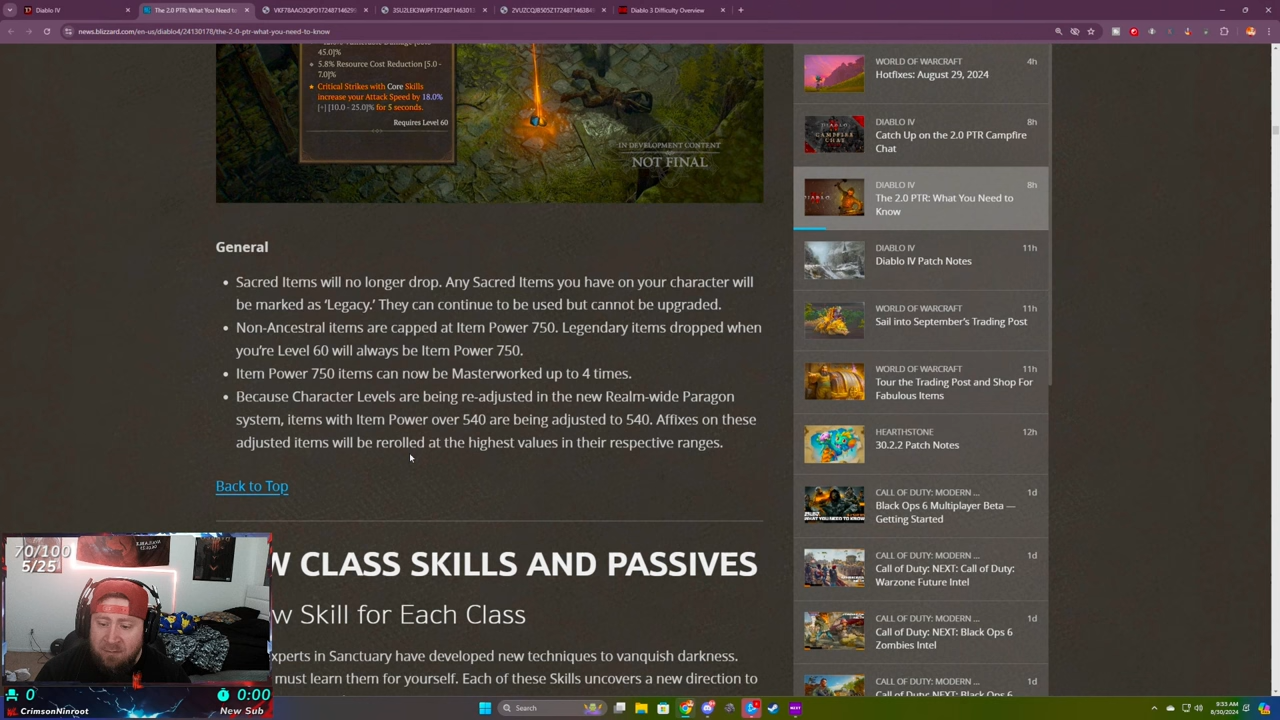 Diablo IV
The 2.0 PTR: What You Need to
VKF78AAO3QPD1724871462
3SU2LEK3WJPF1724871463013
2VUZCQJB50SZ1724871463848
Diablo 3 Difficulty Overview
news.blizzard.com/en-us/diablo4/24130178/the-2-0-ptr-what-you-need-to-know
45.0]%
5.8% Resource Cost Reduction [5.0 -
7.0]%
Critical Strikes with Core Skills
increase your Attack Speed by 18.0%
[+] [10.0 - 25.0]% for 5 seconds.
Requires Level 60
IN DEVELOPMENT CONTENT
NOT FINAL
General
• Sacred Items will no longer drop. Any Sacred Items you have on your character will
be marked as ‘Legacy.’ They can continue to be used but cannot be upgraded.
• Non-Ancestral items are capped at Item Power 750. Legendary items dropped when
you’re Level 60 will always be Item Power 750.
• Item Power 750 items can now be Masterworked up to 4 times.
• Because Character Levels are being re-adjusted in the new Realm-wide Paragon
system, items with Item Power over 540 are being adjusted to 540. Affixes on these
adjusted items will be rerolled at the highest values in their respective ranges.
Back to Top
W CLASS SKILLS AND PASSIVES
w Skill for Each Class
xperts in Sanctuary have developed new techniques to vanquish darkness.
must learn them for yourself. Each of these Skills uncovers a new direction to
WORLD OF WARCRAFT 4h
Hotfixes: August 29, 2024
DIABLO IV 8h
Catch Up on the 2.0 PTR Campfire
Chat
DIABLO IV 8h
The 2.0 PTR: What You Need to
Know
DIABLO IV 11h
Diablo IV Patch Notes
WORLD OF WARCRAFT 11h
Sail into September’s Trading Post
WORLD OF WARCRAFT 11h
Tour the Trading Post and Shop For
Fabulous Items
HEARTHSTONE 12h
30.2.2 Patch Notes
CALL OF DUTY: MODERN ... 1d
Black Ops 6 Multiplayer Beta —
Getting Started
CALL OF DUTY: MODERN ... 1d
Call of Duty: NEXT: Call of Duty:
Warzone Future Intel
CALL OF DUTY: MODERN ... 1d
Call of Duty: NEXT: Black Ops 6
Zombies Intel
CALL OF DUTY: MODERN ... 1d
Call of Duty: NEXT: Black Ops 6
70/100
5/25
0
0:00
CrimsonNinroot
New Sub
Search
NEXT
9:33 AM
8/30/2024